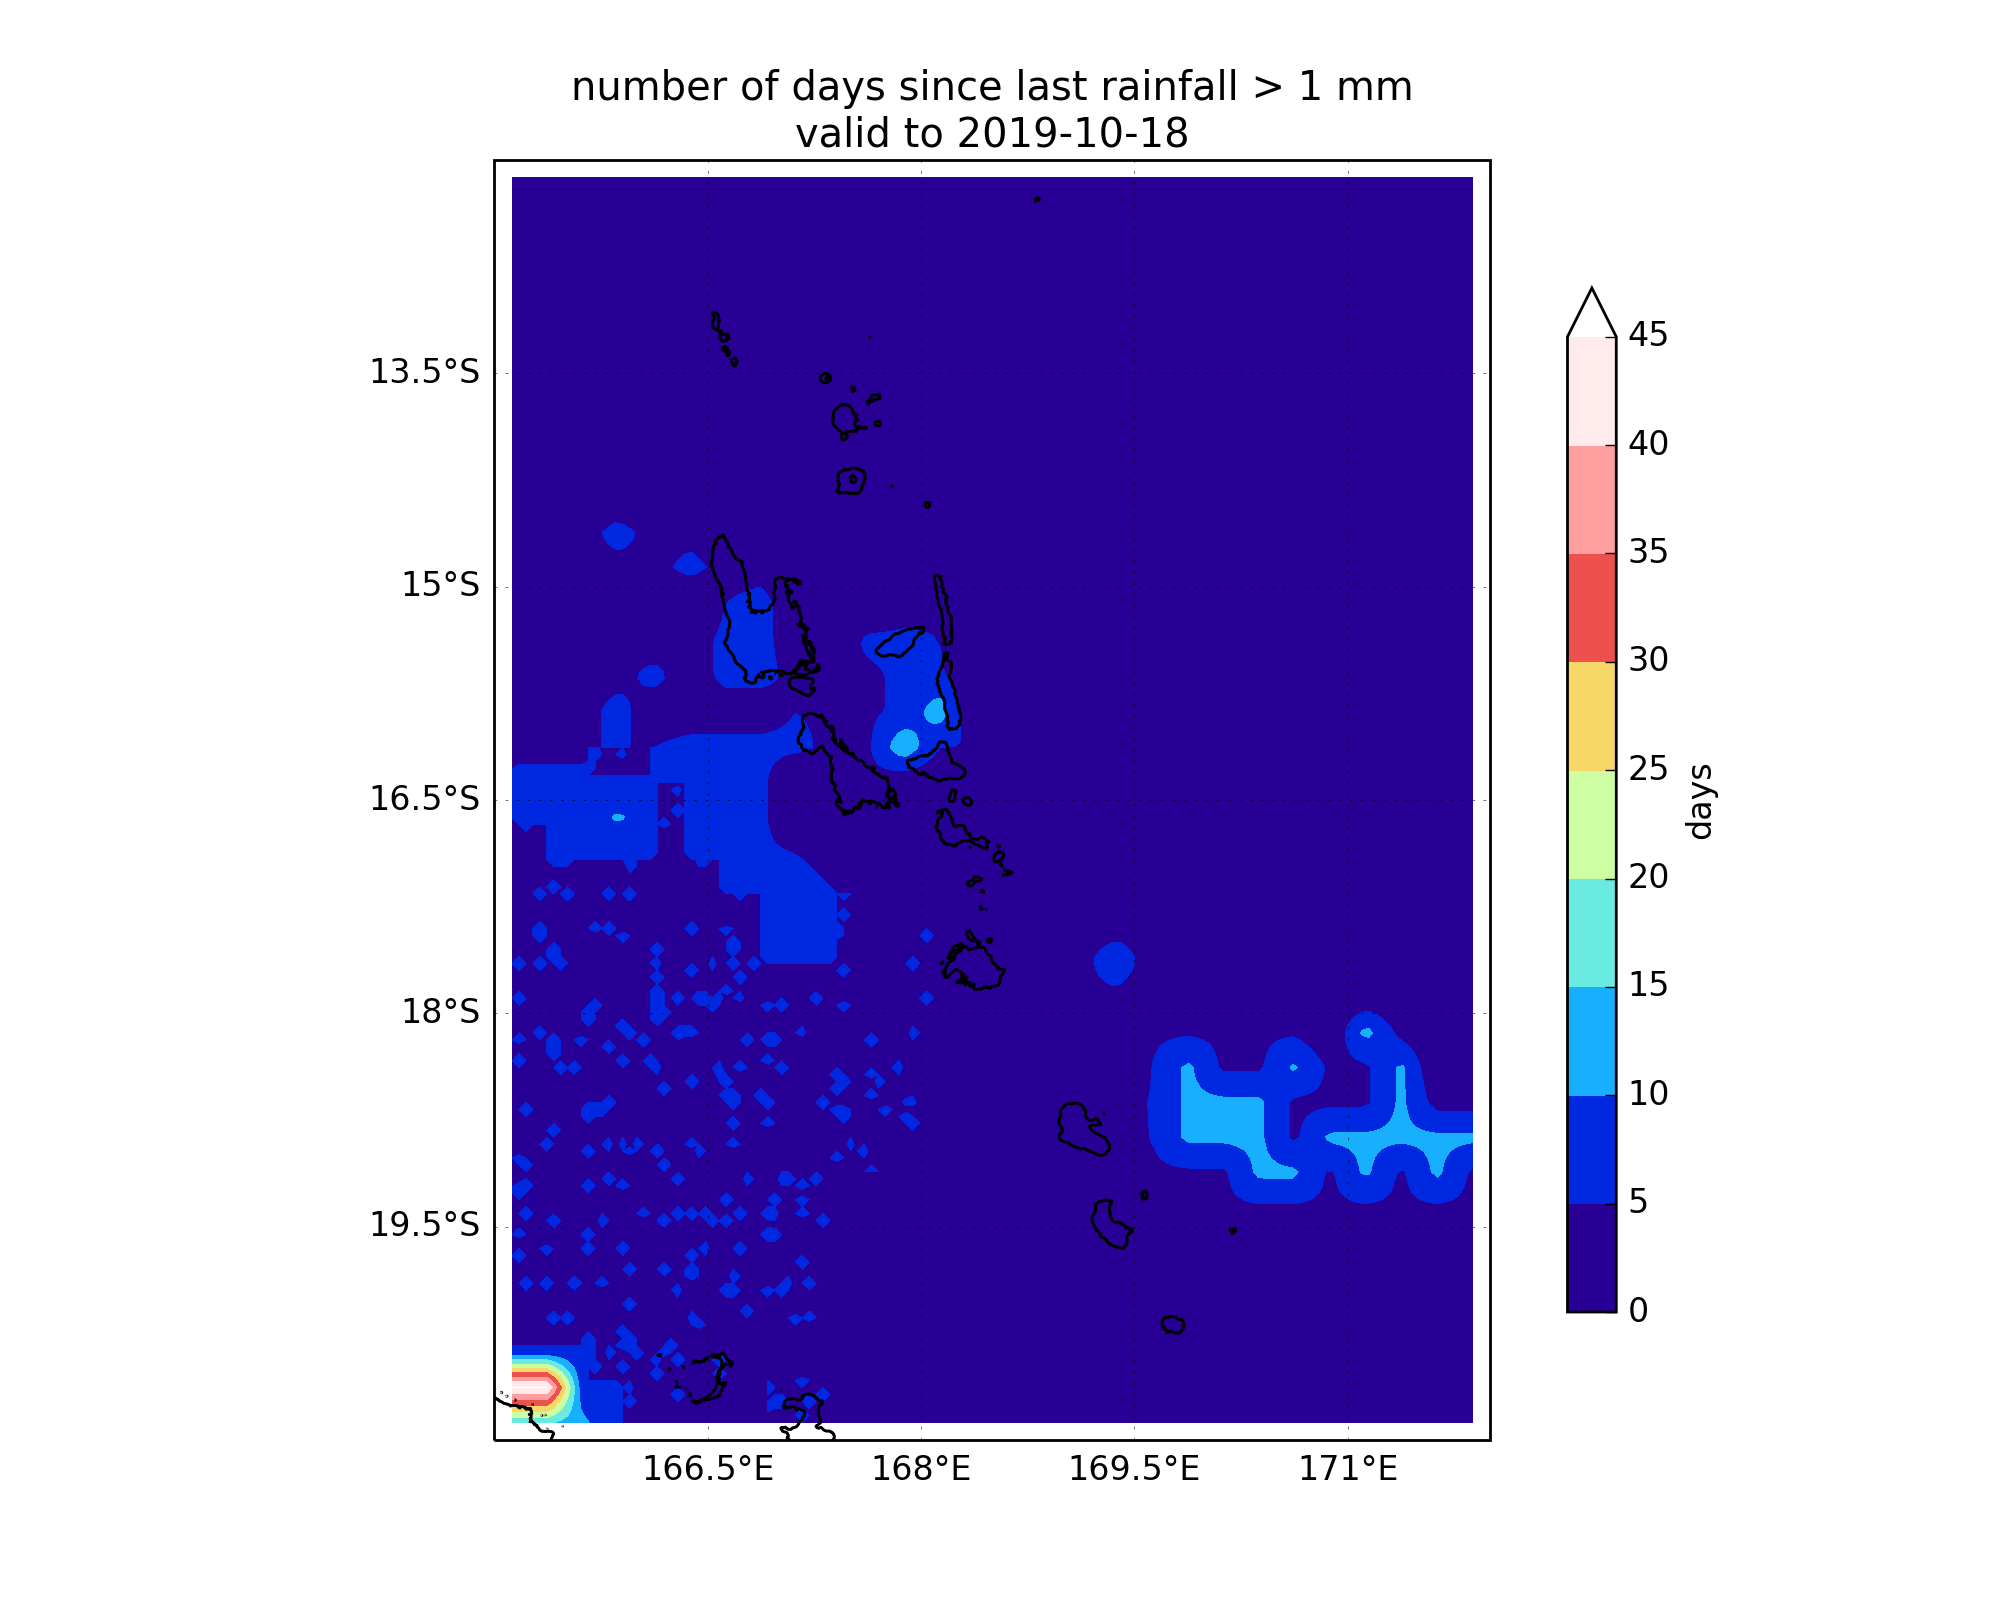 number of days since last rainfall > 1 mm
valid to 2019-10-18
13.5°S
15°S
16.5°S
18°S
19.5°S
166.5°E
168°E
169.5°E
171°E
45
40
35
30
25
20
15
10
5
0
days